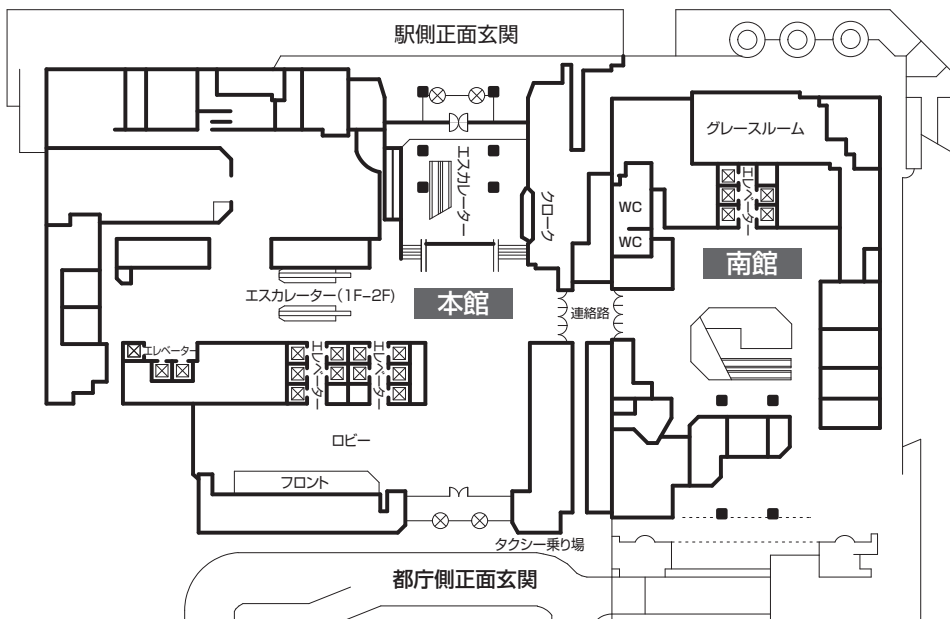 駅側正面玄関
グレースルーム
エスカレーター
エレベーター
クローク
WC
WC
南館
エスカレーター(1F-2F)
本館
連絡路
エレベーター
エレベーター
エレベーター
ロビー
フロント
タクシー乗り場
都庁側正面玄関